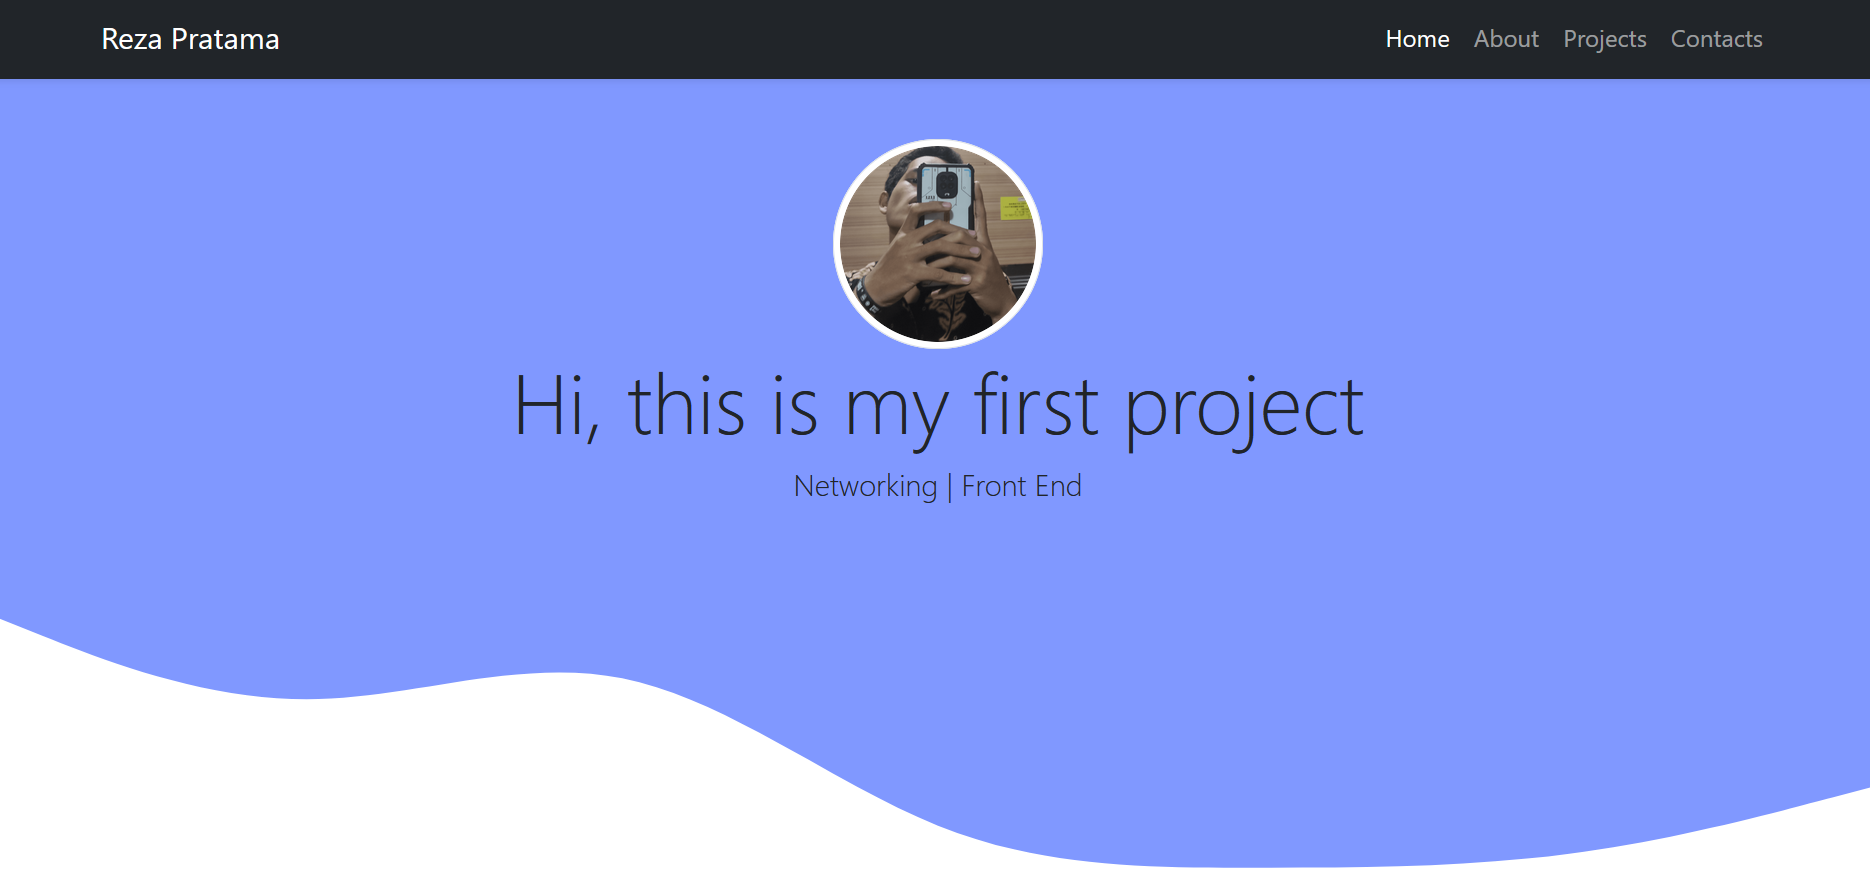 Reza Pratama
Home About Projects Contacts
Hi, this is my first project
Networking | Front End